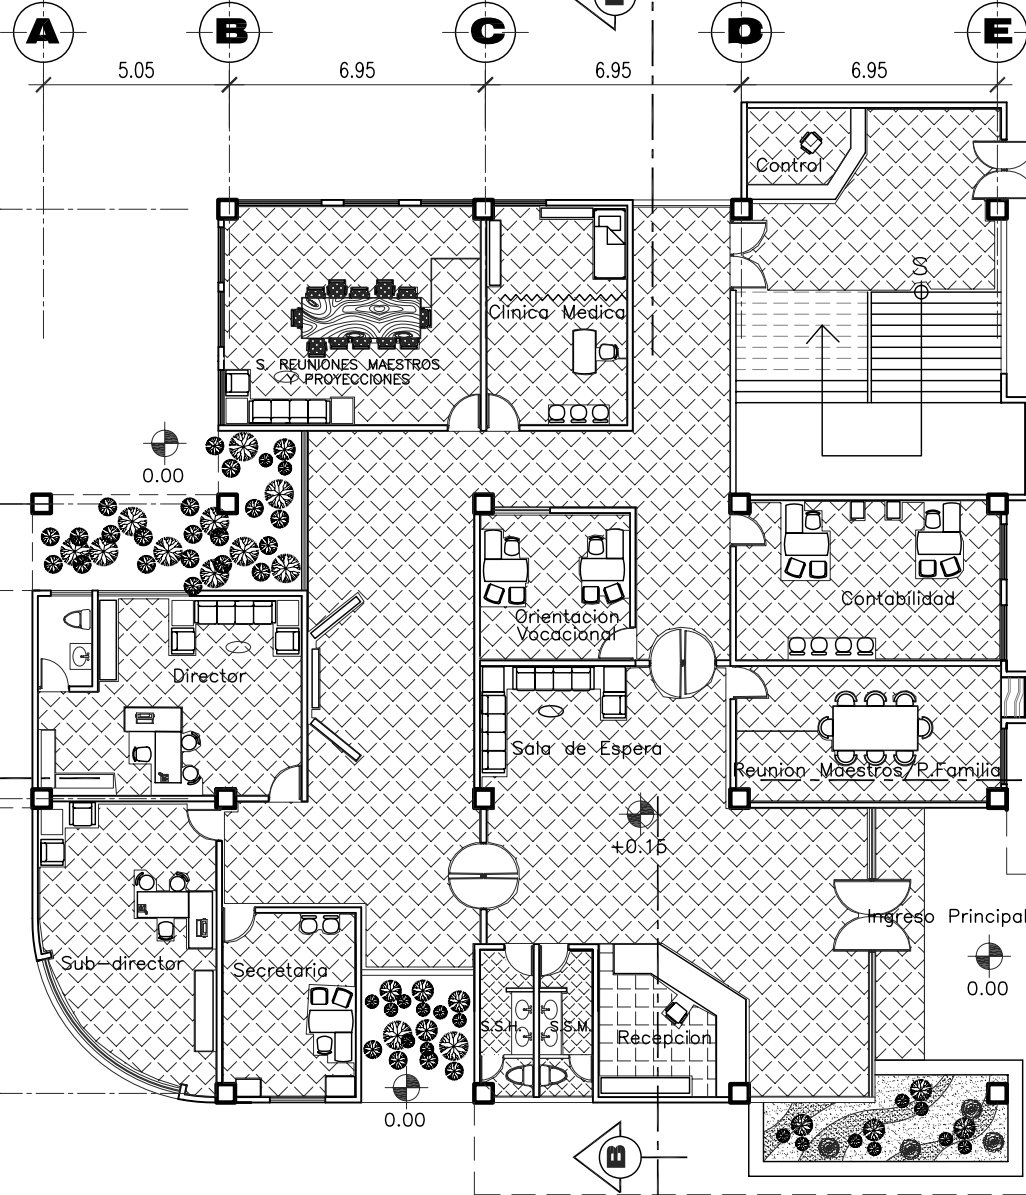 A B C D E
5.05 6.95 6.95 6.95
Control
S
Clinica Medica
S. REUNIONES MAESTROS
Y PROYECCIONES
0.00
Contabilidad
Orientacion
Vocacional
Director
Sala de Espera
Reunion Maestros/P.Familia
+0.15
Ingreso Principal
Sub-director
Secretaria
0.00
S.S.H.
S.S.M.
Recepcion
0.00
B